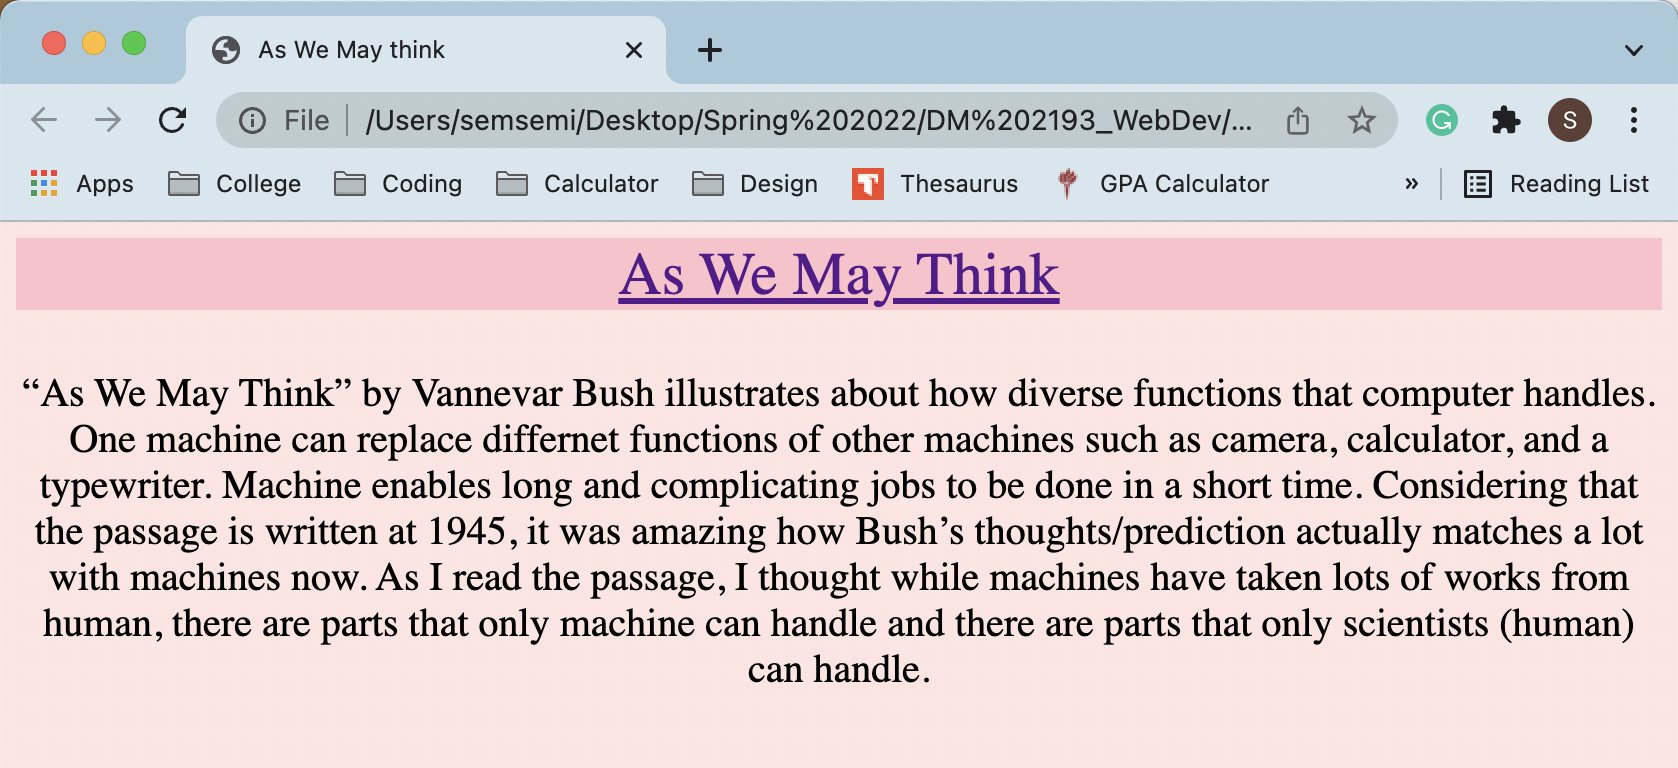 As We May think
File /Users/semsemi/Desktop/Spring%202022/DM%202193_WebDev/... S
Apps College Coding Calculator Design Thesaurus GPA Calculator » Reading List
As We May Think
“As We May Think” by Vannevar Bush illustrates about how diverse functions that computer handles.
One machine can replace differnet functions of other machines such as camera, calculator, and a
typewriter. Machine enables long and complicating jobs to be done in a short time. Considering that
the passage is written at 1945, it was amazing how Bush’s thoughts/prediction actually matches a lot
with machines now. As I read the passage, I thought while machines have taken lots of works from
human, there are parts that only machine can handle and there are parts that only scientists (human)
can handle.